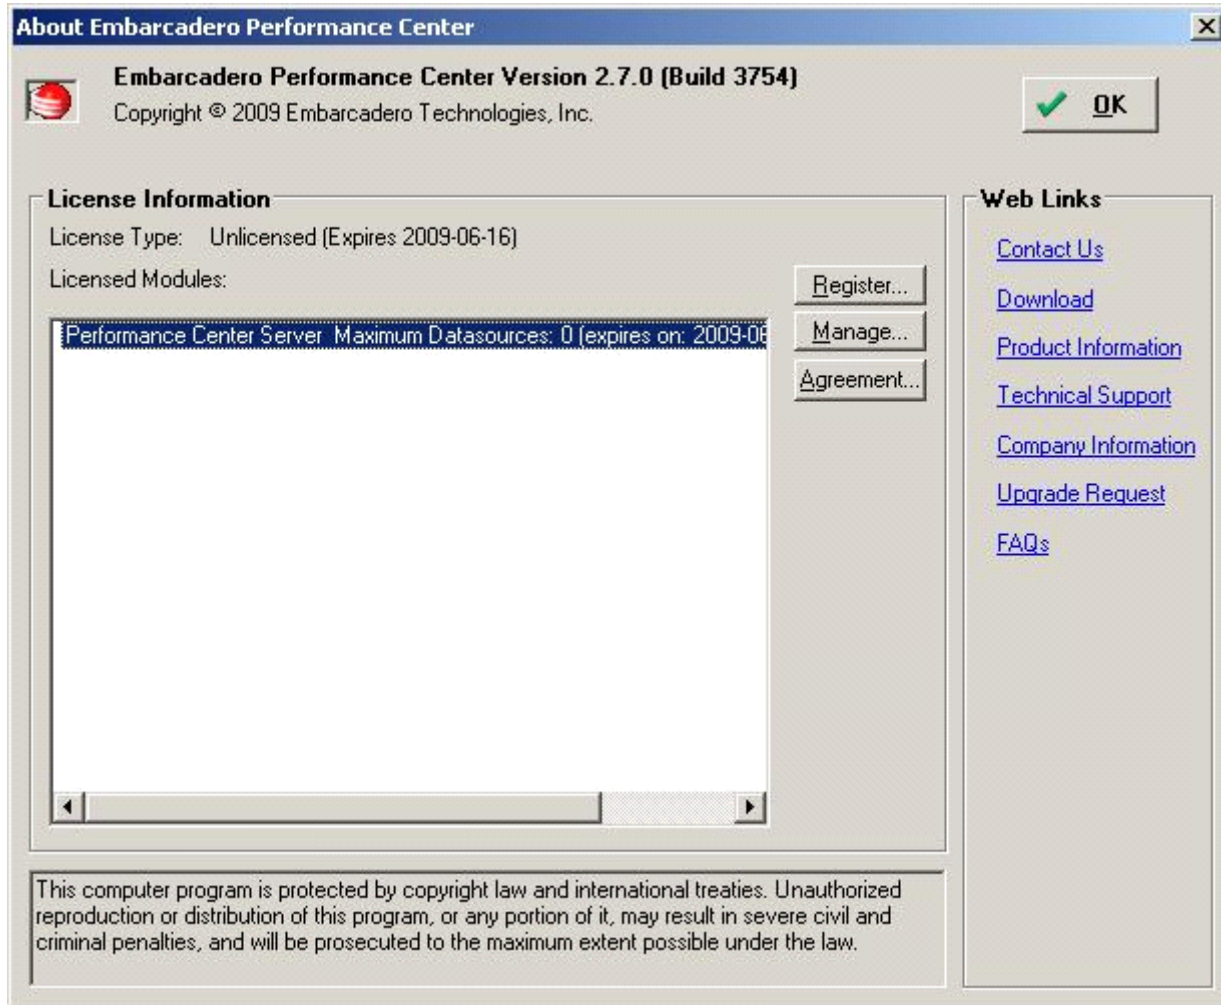 About Embarcadero Performance Center
Embarcadero Performance Center Version 2.7.0 (Build 3754)
Copyright © 2009 Embarcadero Technologies, Inc.
OK
License Information
License Type: Unlicensed (Expires 2009-06-16)
Licensed Modules:
Performance Center Server Maximum Datasources: 0 (expires on: 2009-06
Register...
Manage...
Agreement...
Web Links
Contact Us
Download
Product Information
Technical Support
Company Information
Upgrade Request
FAQs
This computer program is protected by copyright law and international treaties. Unauthorized
reproduction or distribution of this program, or any portion of it, may result in severe civil and
criminal penalties, and will be prosecuted to the maximum extent possible under the law.